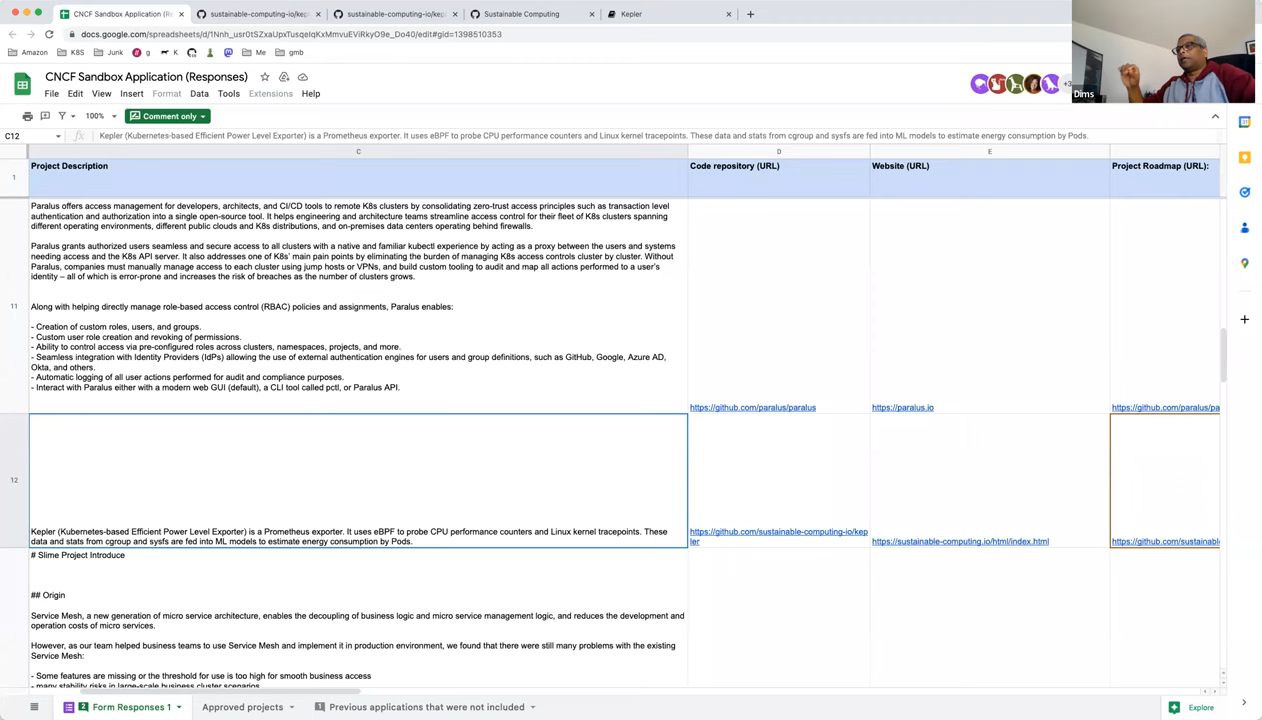 CNCF Sandbox Application (Re
sustainable-computing-io/kep
sustainable-computing-io/kep
Sustainable Computing
Kepler
docs.google.com/spreadsheets/d/1Nnh_usr0tSZxaUpxTusqeIqKxMmvuEViRkyO9e_Do40/edit#gid=1398510353
Amazon
K8S
Junk
g
K
Me
gmb
CNCF Sandbox Application (Responses)
File
Edit
View
Insert
Format
Data
Tools
Extensions
Help
100%
Comment only
Dims
C12
Kepler (Kubernetes-based Efficient Power Level Exporter) is a Prometheus exporter. It uses eBPF to probe CPU performance counters and Linux kernel tracepoints. These data and stats from cgroup and sysfs are fed into ML models to estimate energy consumption by Pods.
C
D
E
1
Project Description
Code repository (URL)
Website (URL)
Project Roadmap (URL):
Paralus offers access management for developers, architects, and CI/CD tools to remote K8s clusters by consolidating zero-trust access principles such as transaction level
authentication and authorization into a single open-source tool. It helps engineering and architecture teams streamline access control for their fleet of K8s clusters spanning
different operating environments, different public clouds and K8s distributions, and on-premises data centers operating behind firewalls.
Paralus grants authorized users seamless and secure access to all clusters with a native and familiar kubectl experience by acting as a proxy between the users and systems
needing access and the K8s API server. It also addresses one of K8s' main pain points by eliminating the burden of managing K8s access controls cluster by cluster. Without
Paralus, companies must manually manage access to each cluster using jump hosts or VPNs, and build custom tooling to audit and map all actions performed to a user's
identity – all of which is error-prone and increases the risk of breaches as the number of clusters grows.
11
Along with helping directly manage role-based access control (RBAC) policies and assignments, Paralus enables:
- Creation of custom roles, users, and groups.
- Custom user role creation and revoking of permissions.
- Ability to control access via pre-configured roles across clusters, namespaces, projects, and more.
- Seamless integration with Identity Providers (IdPs) allowing the use of external authentication engines for users and group definitions, such as GitHub, Google, Azure AD,
Okta, and others.
- Automatic logging of all user actions performed for audit and compliance purposes.
- Interact with Paralus either with a modern web GUI (default), a CLI tool called pctl, or Paralus API.
https://github.com/paralus/paralus
https://paralus.io
https://github.com/paralus/pa
12
Kepler (Kubernetes-based Efficient Power Level Exporter) is a Prometheus exporter. It uses eBPF to probe CPU performance counters and Linux kernel tracepoints. These
data and stats from cgroup and sysfs are fed into ML models to estimate energy consumption by Pods.
https://github.com/sustainable-computing-io/kep
ler
https://sustainable-computing.io/html/index.html
https://github.com/sustainabl
# Slime Project Introduce
## Origin
Service Mesh, a new generation of micro service architecture, enables the decoupling of business logic and micro service management logic, and reduces the development and
operation costs of micro services.
However, as our team helped business teams to use Service Mesh and implement it in production environment, we found that there were still many problems with the existing
Service Mesh:
- Some features are missing or the threshold for use is too high for smooth business access
- many stability risks in large-scale business cluster scenarios
2 Form Responses 1
Approved projects
1 Previous applications that were not included
Explore